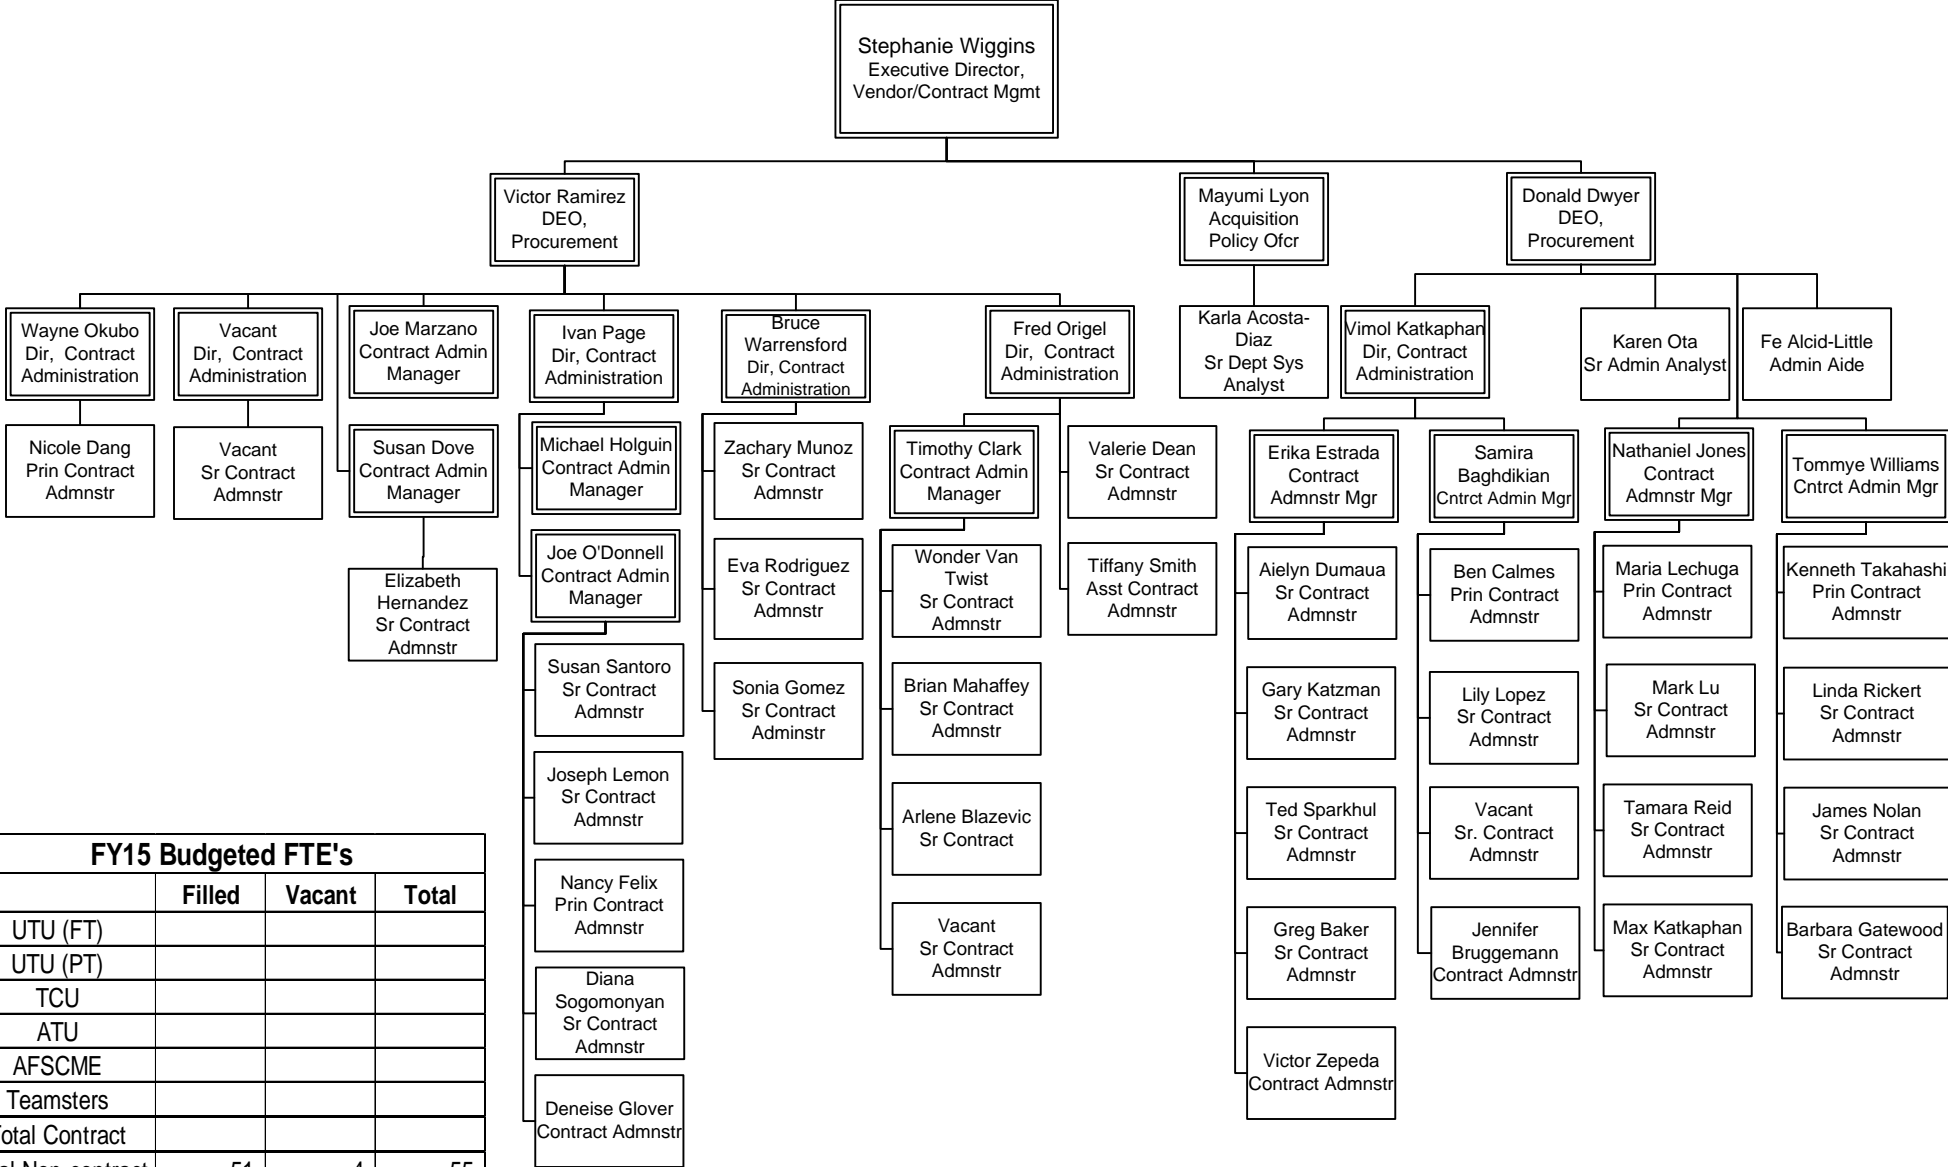 Stephanie Wiggins
Executive Director,
Vendor/Contract Mgmt
Victor Ramirez
DEO,
Procurement
Mayumi Lyon
Acquisition
Policy Ofcr
Donald Dwyer
DEO,
Procurement
Wayne Okubo
Dir, Contract
Administration
Vacant
Dir, Contract
Administration
Joe Marzano
Contract Admin
Manager
Ivan Page
Dir, Contract
Administration
Bruce
Warrensford
Dir, Contract
Administration
Fred Origel
Dir, Contract
Administration
Karla Acosta-
Diaz
Sr Dept Sys
Analyst
Vimol Katkaphan
Dir, Contract
Administration
Karen Ota
Sr Admin Analyst
Fe Alcid-Little
Admin Aide
Nicole Dang
Prin Contract
Admnstr
Vacant
Sr Contract
Admnstr
Susan Dove
Contract Admin
Manager
Michael Holguin
Contract Admin
Manager
Zachary Munoz
Sr Contract
Admnstr
Timothy Clark
Contract Admin
Manager
Valerie Dean
Sr Contract
Admnstr
Erika Estrada
Contract
Admnstr Mgr
Samira
Baghdikian
Cntrct Admin Mgr
Nathaniel Jones
Contract
Admnstr Mgr
Tommye Williams
Cntrct Admin Mgr
Elizabeth
Hernandez
Sr Contract
Admnstr
Joe O'Donnell
Contract Admin
Manager
Eva Rodriguez
Sr Contract
Admnstr
Wonder Van
Twist
Sr Contract
Admnstr
Tiffany Smith
Asst Contract
Admnstr
Aielyn Dumaua
Sr Contract
Admnstr
Ben Calmes
Prin Contract
Admnstr
Maria Lechuga
Prin Contract
Admnstr
Kenneth Takahashi
Prin Contract
Admnstr
Susan Santoro
Sr Contract
Admnstr
Sonia Gomez
Sr Contract
Adminstr
Brian Mahaffey
Sr Contract
Admnstr
Gary Katzman
Sr Contract
Admnstr
Lily Lopez
Sr Contract
Admnstr
Mark Lu
Sr Contract
Admnstr
Linda Rickert
Sr Contract
Admnstr
Joseph Lemon
Sr Contract
Admnstr
Arlene Blazevic
Sr Contract
Ted Sparkhul
Sr Contract
Admnstr
Vacant
Sr. Contract
Admnstr
Tamara Reid
Sr Contract
Admnstr
James Nolan
Sr Contract
Admnstr
Nancy Felix
Prin Contract
Admnstr
Vacant
Sr Contract
Admnstr
Greg Baker
Sr Contract
Admnstr
Jennifer
Bruggemann
Contract Admnstr
Max Katkaphan
Sr Contract
Admnstr
Barbara Gatewood
Sr Contract
Admnstr
Diana
Sogomonyan
Sr Contract
Admnstr
Victor Zepeda
Contract Admnstr
Deneise Glover
Contract Admnstr
FY15 Budgeted FTE's
Filled Vacant Total
UTU (FT)
UTU (PT)
TCU
ATU
AFSCME
Teamsters
Total Contract
Non-contract 51 4 55